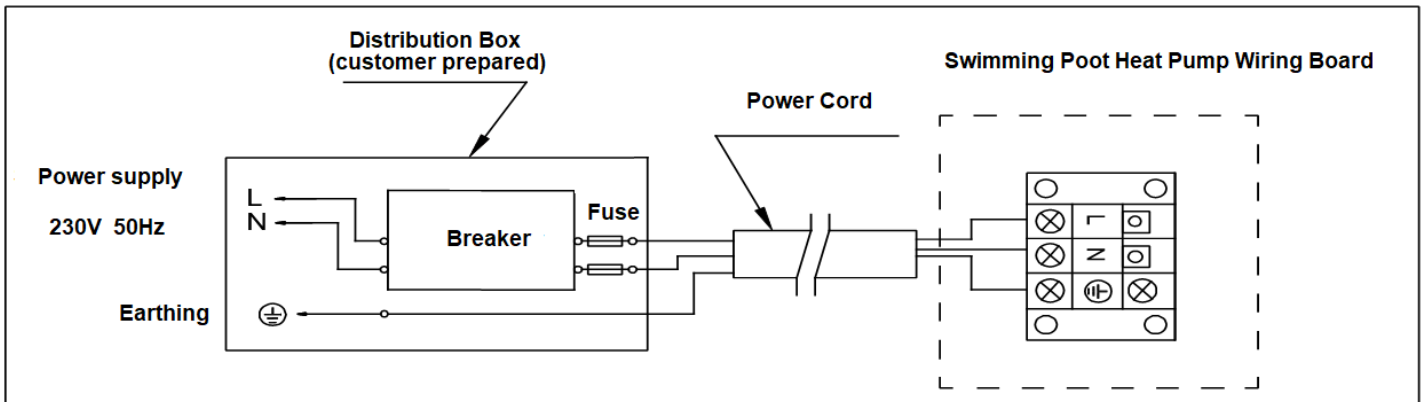 Distribution Box
(customer prepared)
Swimming Poot Heat Pump Wiring Board
Power Cord
Power supply
230V 50Hz
L
N
Fuse
Breaker
Earthing
L
N